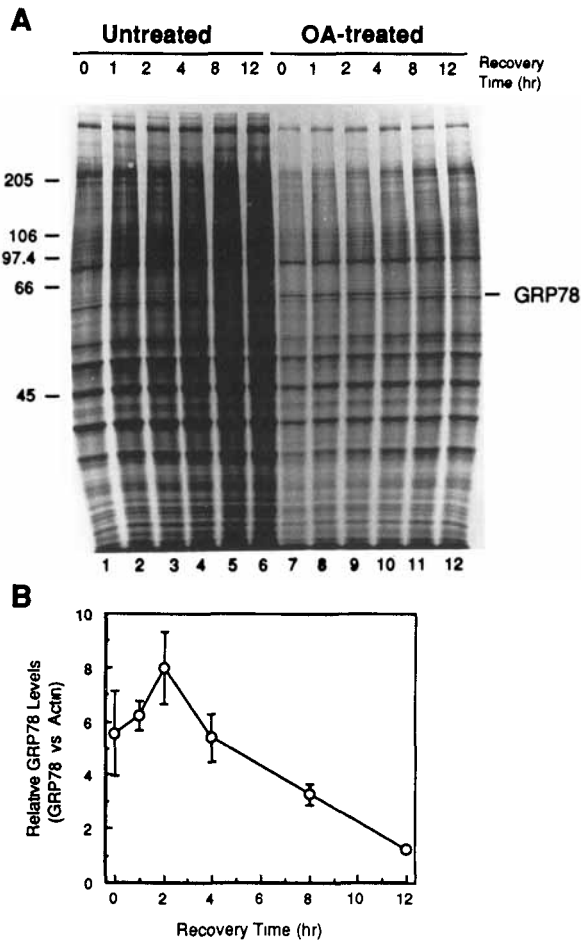 A
Untreated OA-treated
0 1 2 4 8 12 0 1 2 4 8 12 Recovery
Time (hr)
205
106
97.4
66
GRP78
45
1 2 3 4 5 6 7 8 9 10 11 12
B
Relative GRP78 Levels
(GRP78 vs Actin)
10
8
6
4
2
0
0 2 4 6 8 10 12
Recovery Time (hr)